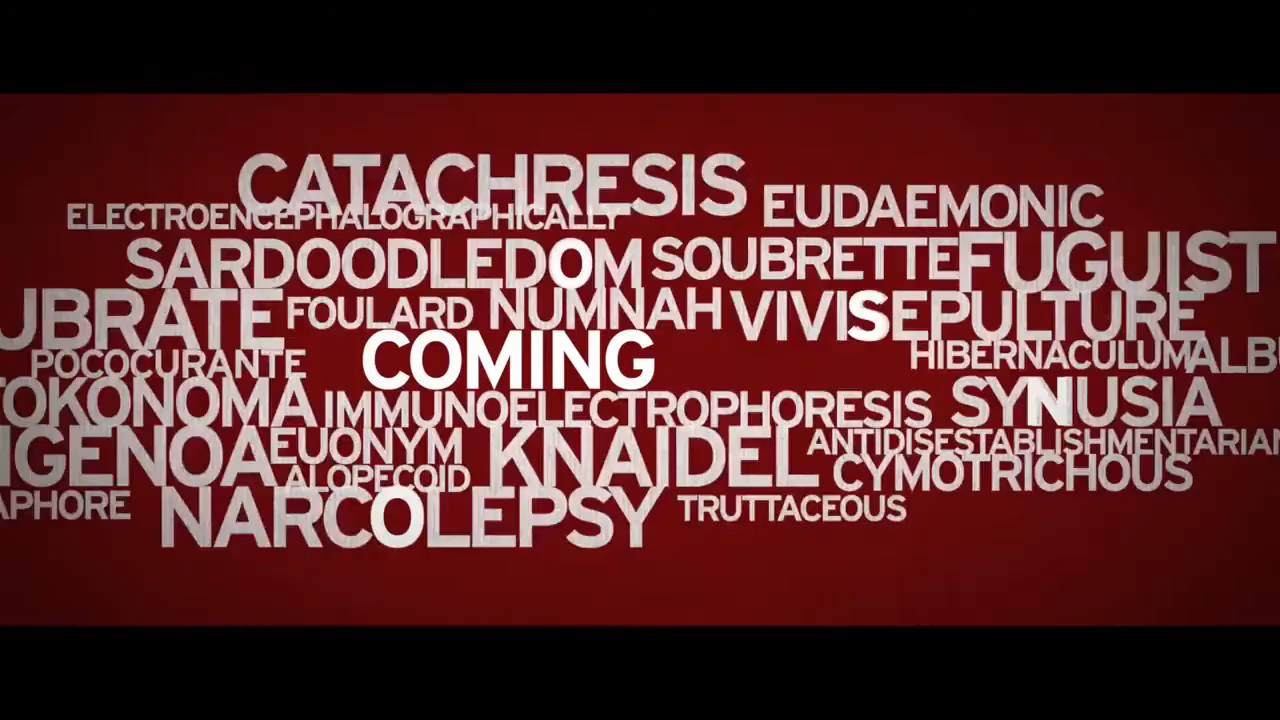 CATACHRESIS EUDAEMONIC
ELECTROENCEPHALOGRAPHICALLY
SARDOODLEDOM SOUBRETTE FUGUIST
UBRATE FOULARD NUMNAH VIVISEPULTURE
POCOCURANTE COMING HIBERNACULUM ALB
TOKONOMA IMMUNOELECTROPHORESIS SYNUSIA
IGENOA EUONYM KNAIDEL ANTIDISESTABLISHMENTARIAN
ALOPECOID CYMOTRICHOUS
APHORE NARCOLEPSY TRUTTACEOUS